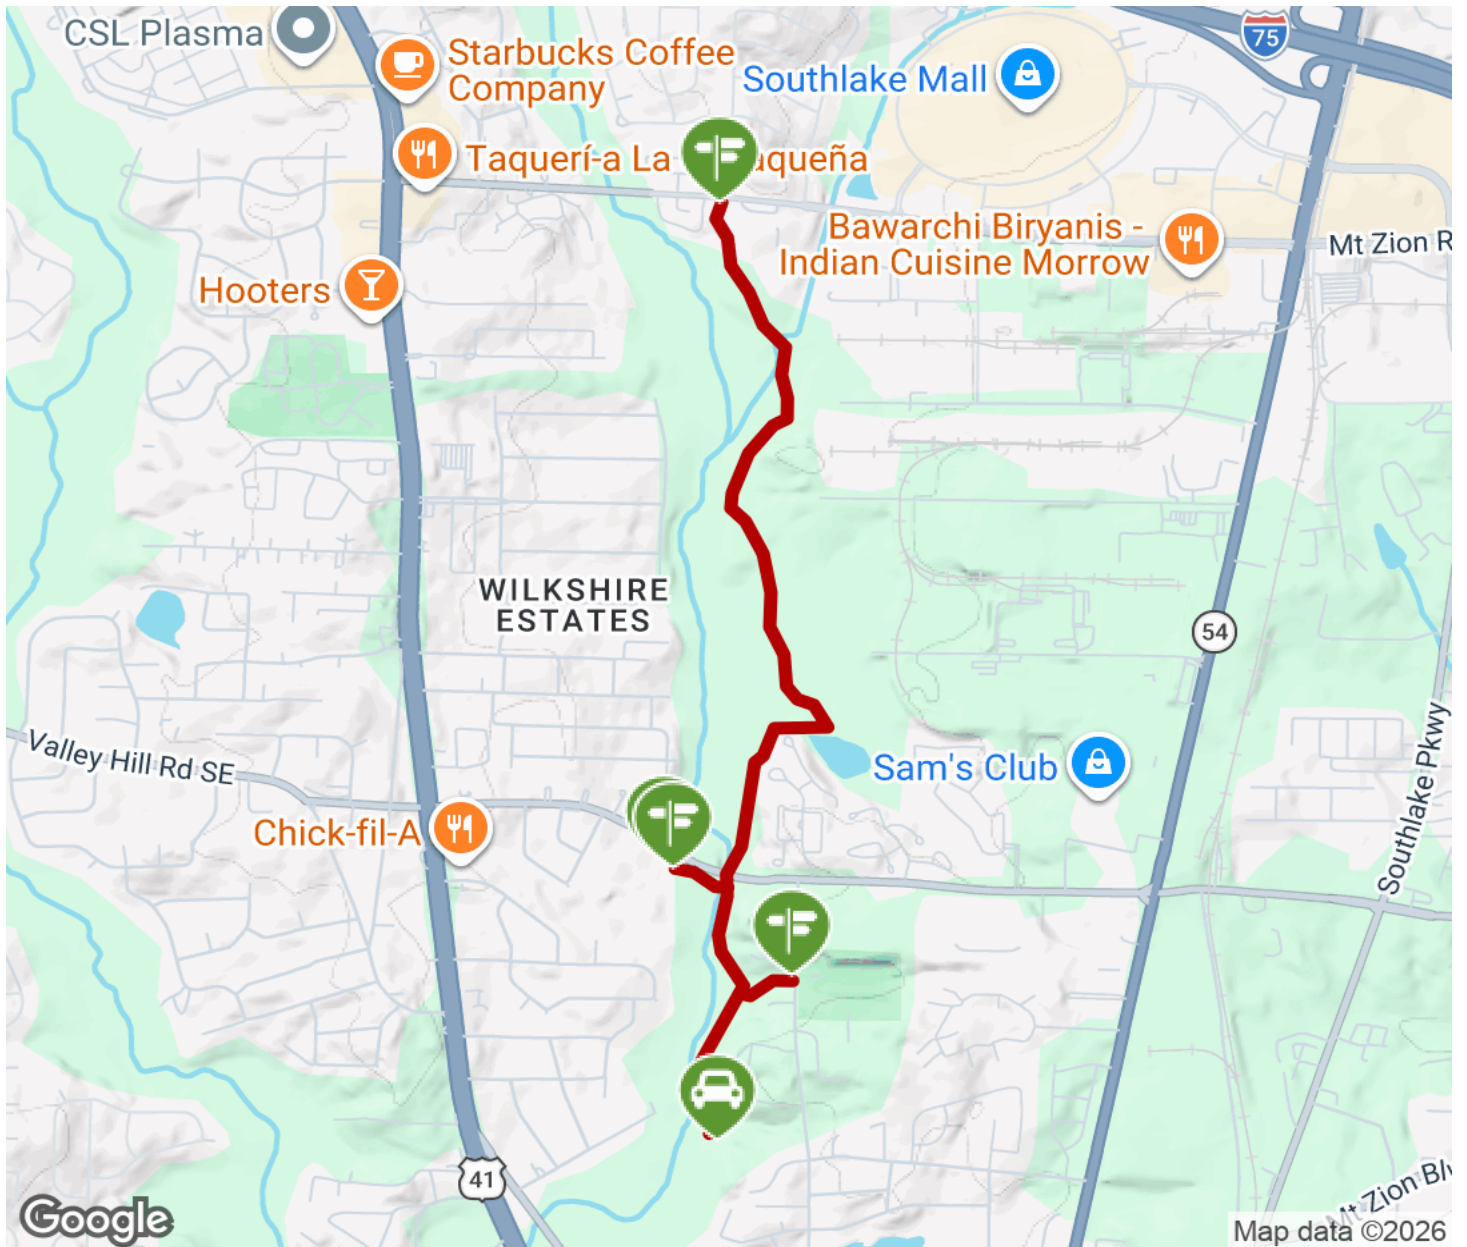 CSL Plasma
Starbucks Coffee
Company
75
Southlake Mall
Taquerí-a La
aqueña
Bawarchi Biryanis -
Indian Cuisine Morrow
Mt Zion R
Hooters
WILKSHIRE
ESTATES
54
Valley Hill Rd SE
Southlake Pkwy
Sam's Club
Chick-fil-A
41
Mt Zion Blv
Google
Map data ©2026